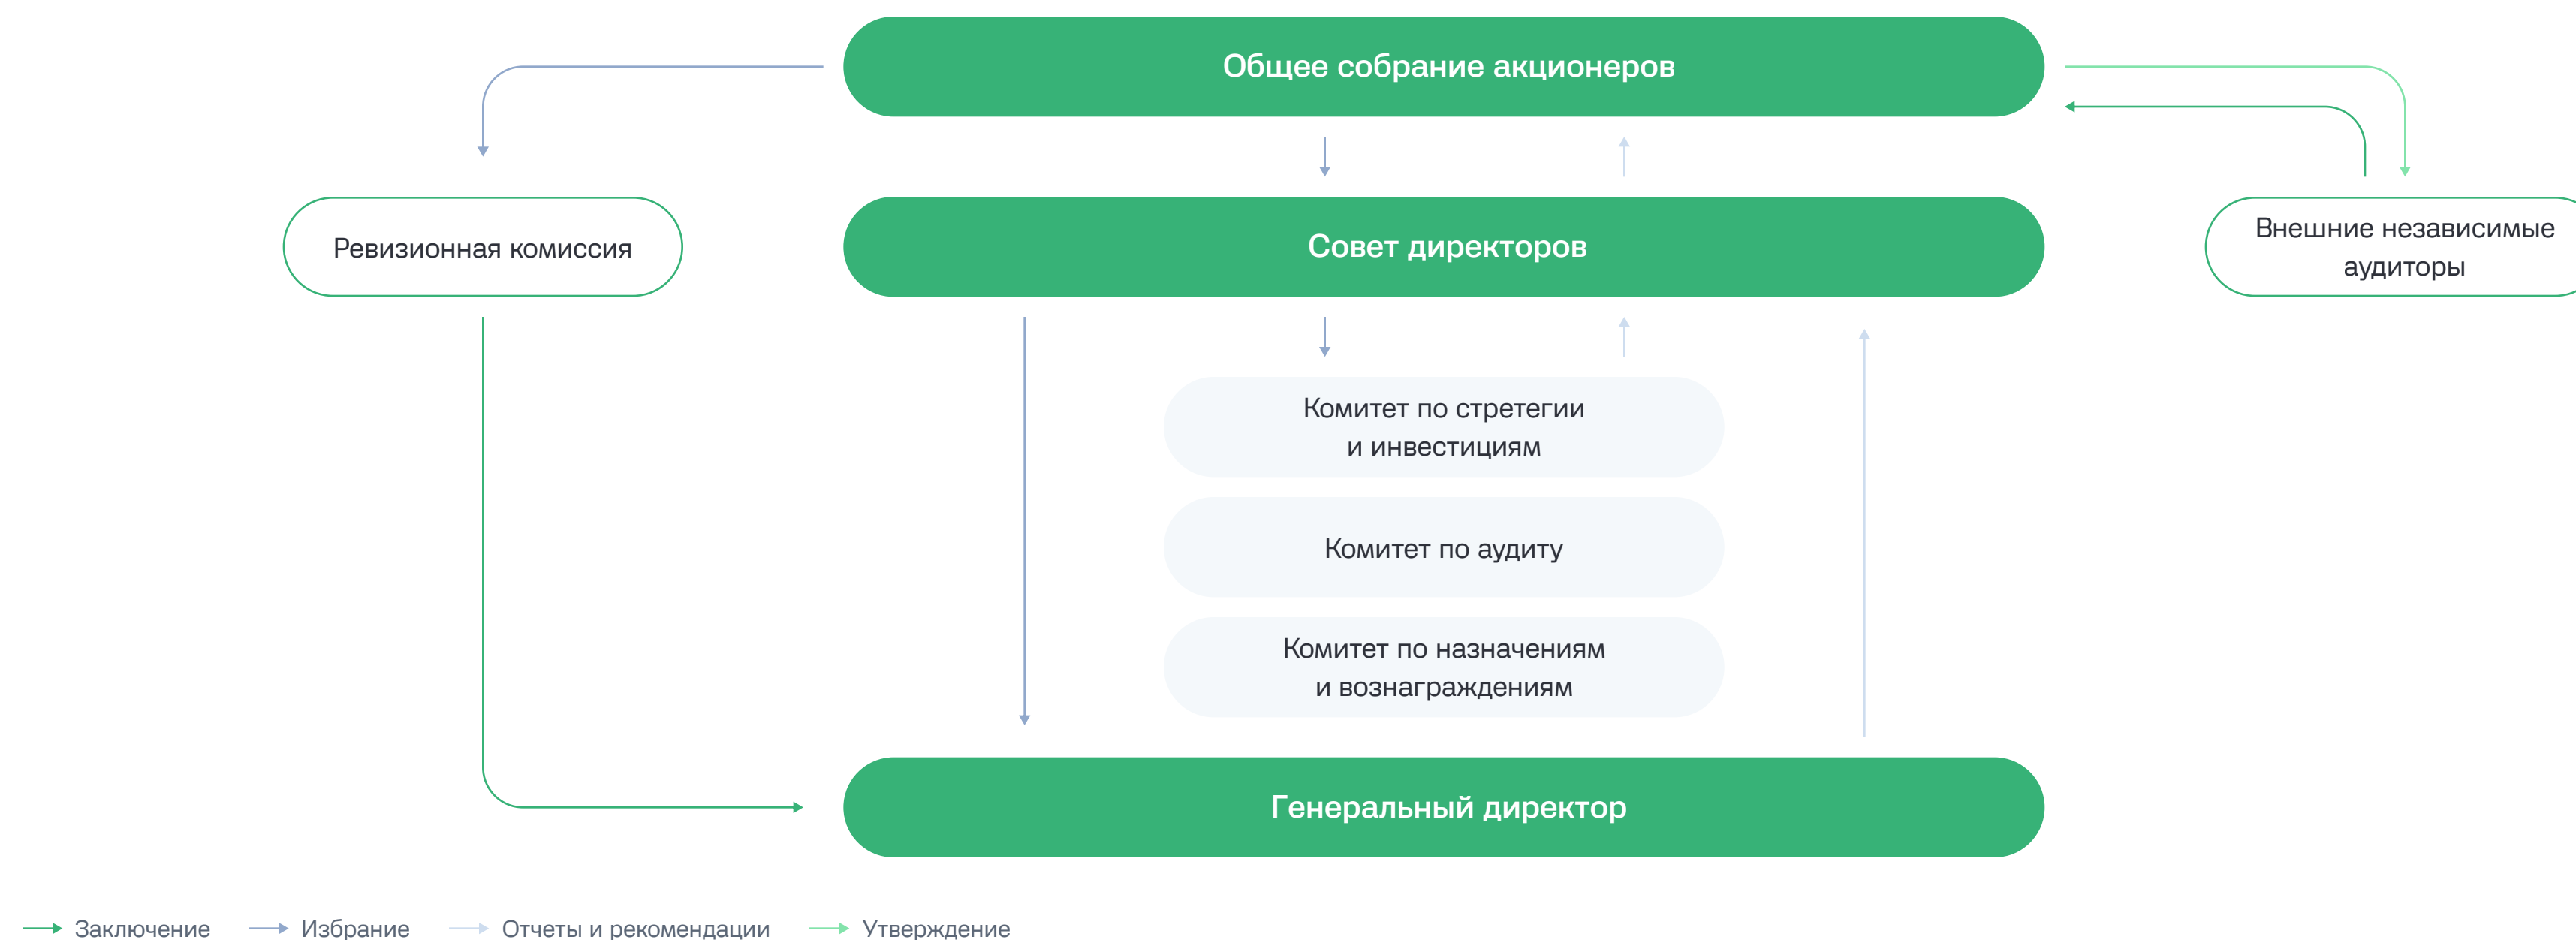 Общее собрание акционеров
Ревизионная комиссия
Совет директоров
Внешние независимые
аудиторы
Комитет по стретегии
и инвестициям
Комитет по аудиту
Комитет по назначениям
и вознаграждениям
Генеральный директор
Заключение
Избрание
Отчеты и рекомендации
Утверждение